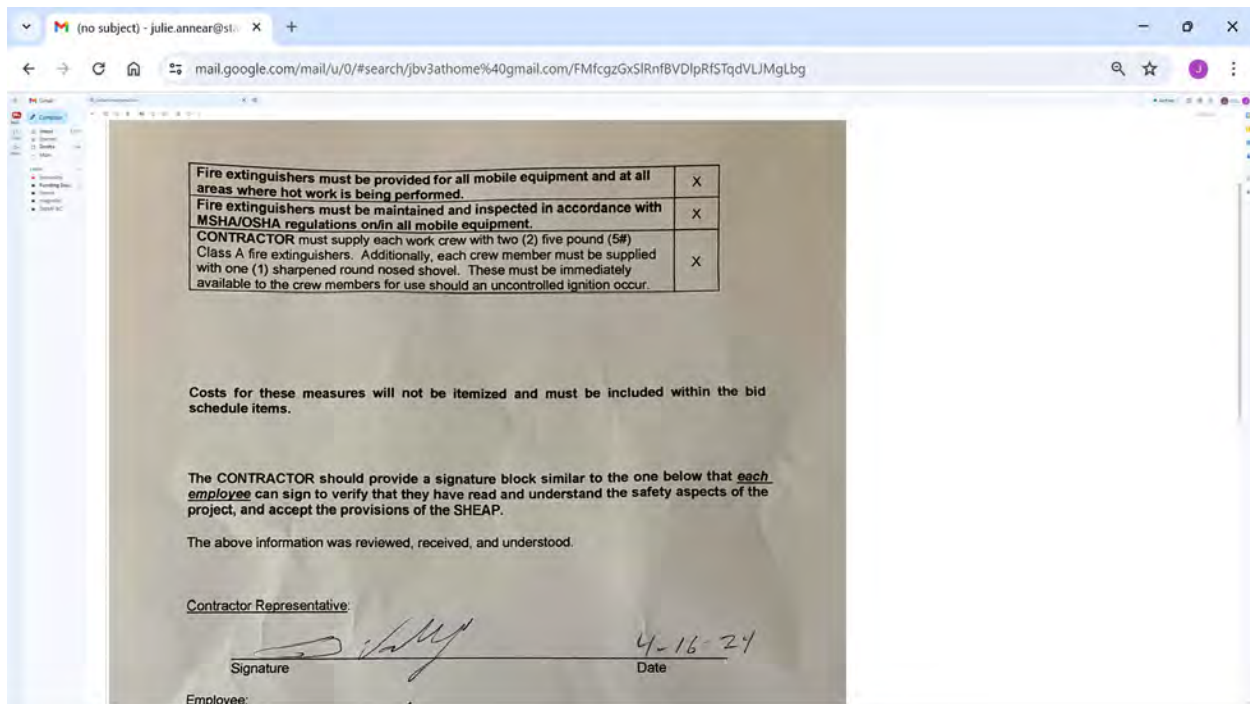 (no subject) - julie.annear@sta
mail.google.com/mail/u/0/#search/jbv3athome%40gmail.com/FMfcgzGxSlRnfBVDlpRfSTqdVLJMgLbg
J
Gmail
Compose
Fire extinguishers must be provided for all mobile equipment and at all
areas where hot work is being performed.
X
Fire extinguishers must be maintained and inspected in accordance with
MSHA/OSHA regulations on/in all mobile equipment.
X
CONTRACTOR must supply each work crew with two (2) five pound (5#)
Class A fire extinguishers. Additionally, each crew member must be supplied
with one (1) sharpened round nosed shovel. These must be immediately
available to the crew members for use should an uncontrolled ignition occur.
X
Costs for these measures will not be itemized and must be included within the bid
schedule items.
The CONTRACTOR should provide a signature block similar to the one below that each
employee can sign to verify that they have read and understand the safety aspects of the
project, and accept the provisions of the SHEAP.
The above information was reviewed, received, and understood.
Contractor Representative:
4-16-24
Signature
Date
Employee: